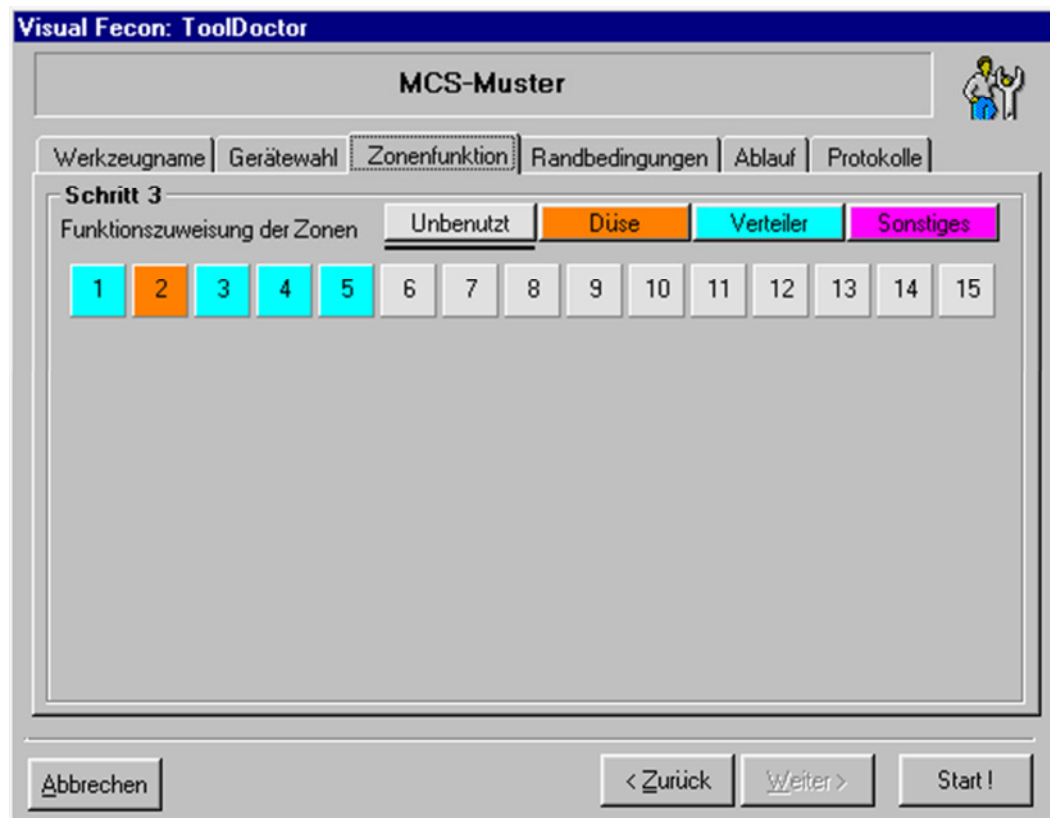 Visual Fecon: ToolDoctor
MCS-Muster
Werkzeugname Gerätewahl Zonenfunktion Randbedingungen Ablauf Protokolle
Schritt 3
Funktionszuweisung der Zonen Unbenutzt Düse Verteiler Sonstiges
1 2 3 4 5 6 7 8 9 10 11 12 13 14 15
Abbrechen < Zurück Weiter > Start !